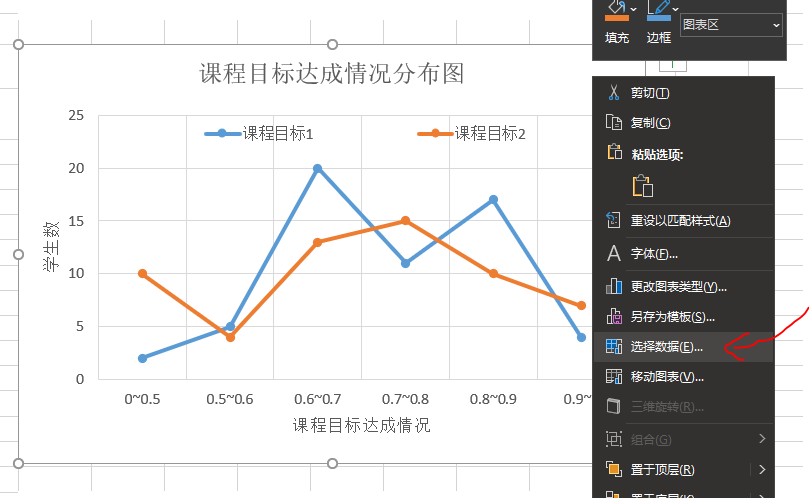 填充 边框 图表区
课程目标达成情况分布图
课程目标1 课程目标2
25
20
15
10
5
0
学生数
0~0.5 0.5~0.6 0.6~0.7 0.7~0.8 0.8~0.9 0.9~
课程目标达成情况
剪切(T)
复制(C)
粘贴选项:
重设以匹配样式(A)
字体(F)...
更改图表类型(Y)...
另存为模板(S)...
选择数据(E)...
移动图表(V)...
三维旋转(R)...
组合(G)
置于顶层(R)
置于底层(K)